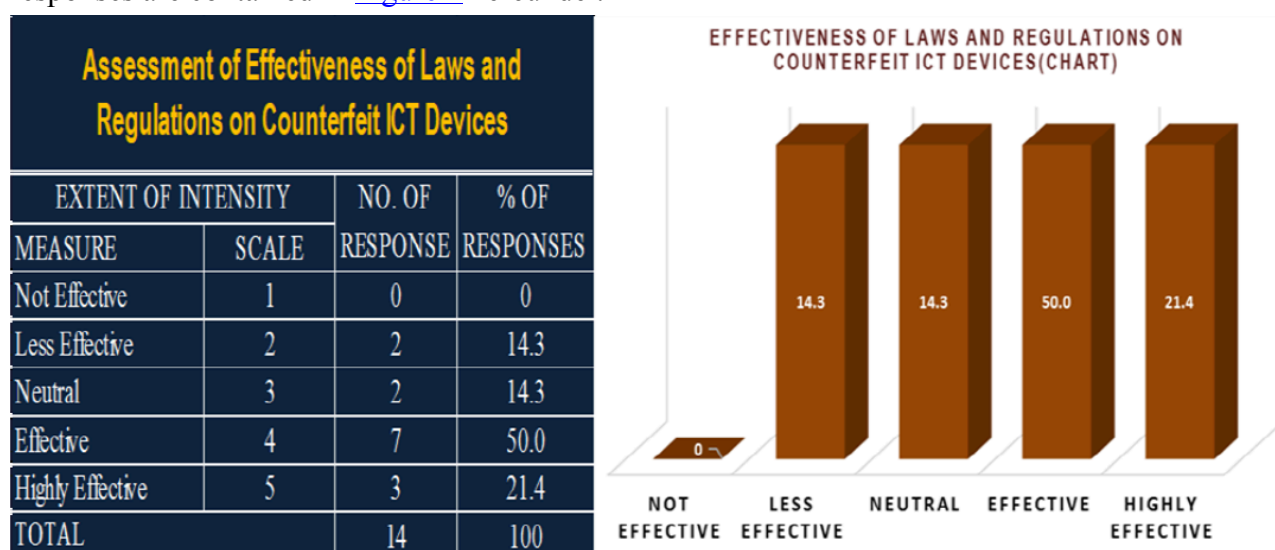 Assessment of Effectiveness of Laws and
Regulations on Counterfeit ICT Devices
EXTENT OF INTENSITY NO. OF % OF
MEASURE SCALE RESPONSE RESPONSES
Not Effective 1 0 0
Less Effective 2 2 14.3
Neutral 3 2 14.3
Effective 4 7 50.0
Highly Effective 5 3 21.4
TOTAL 14 100
EFFECTIVENESS OF LAWS AND REGULATIONS ON
COUNTERFEIT ICT DEVICES(CHART)
0 14.3 14.3 50.0 21.4
NOT LESS NEUTRAL EFFECTIVE HIGHLY
EFFECTIVE EFFECTIVE EFFECTIVE